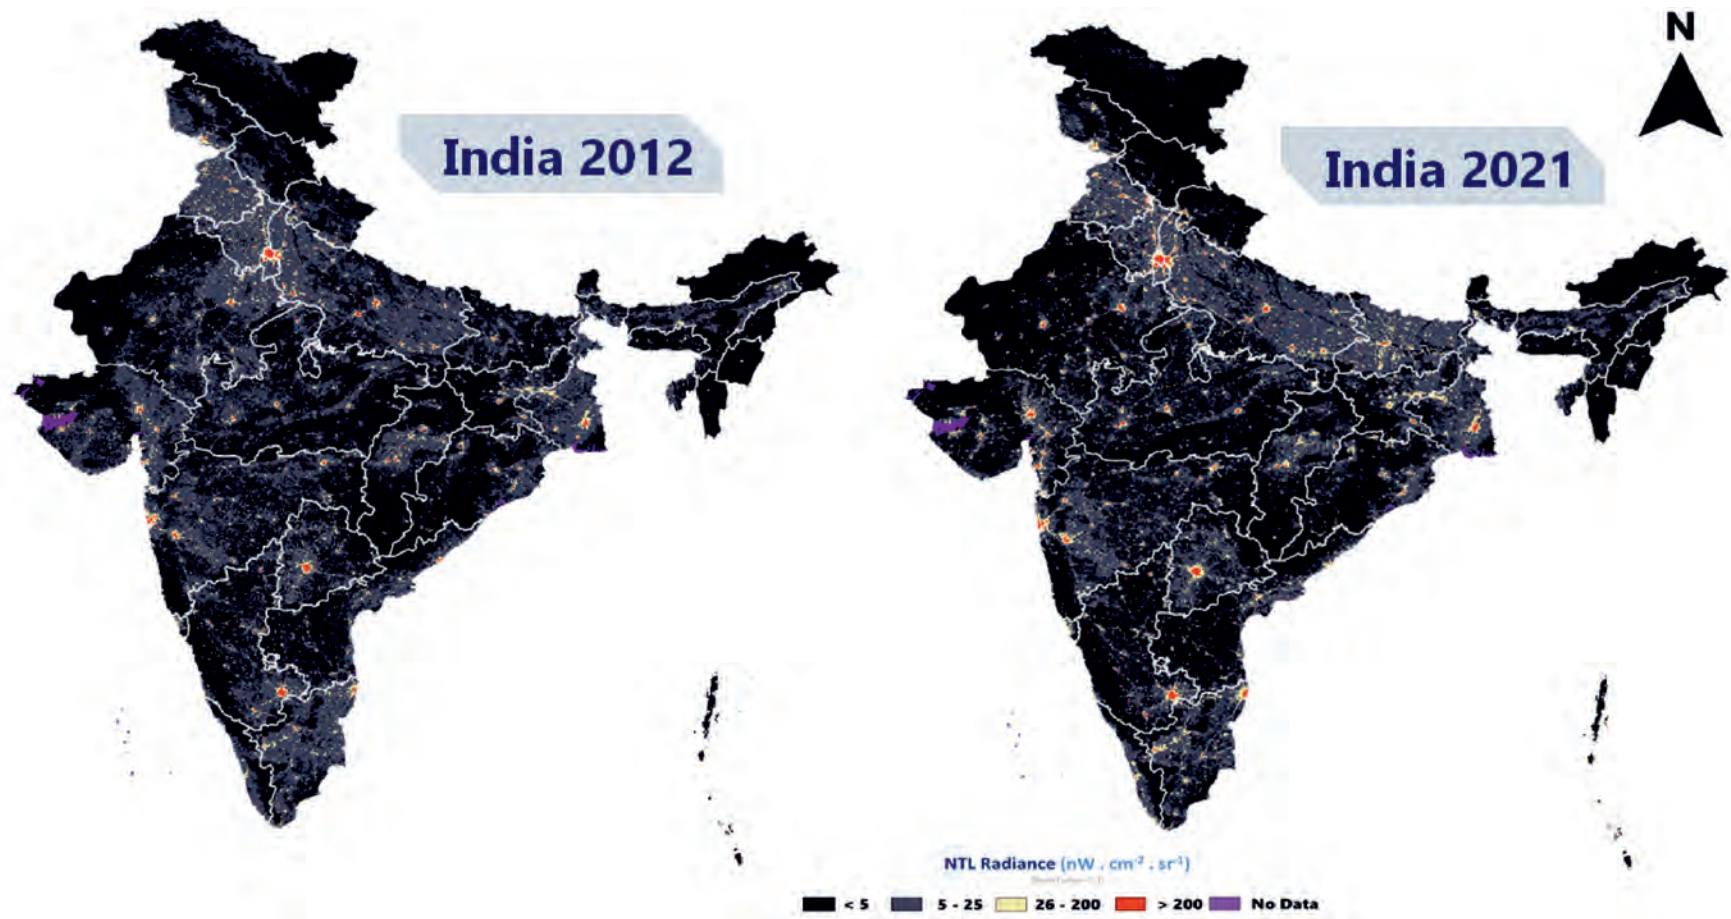 N
India 2012
India 2021
NTL Radiance (nW . cm⁻² . sr⁻¹)
< 5
5 - 25
26 - 200
> 200
No Data